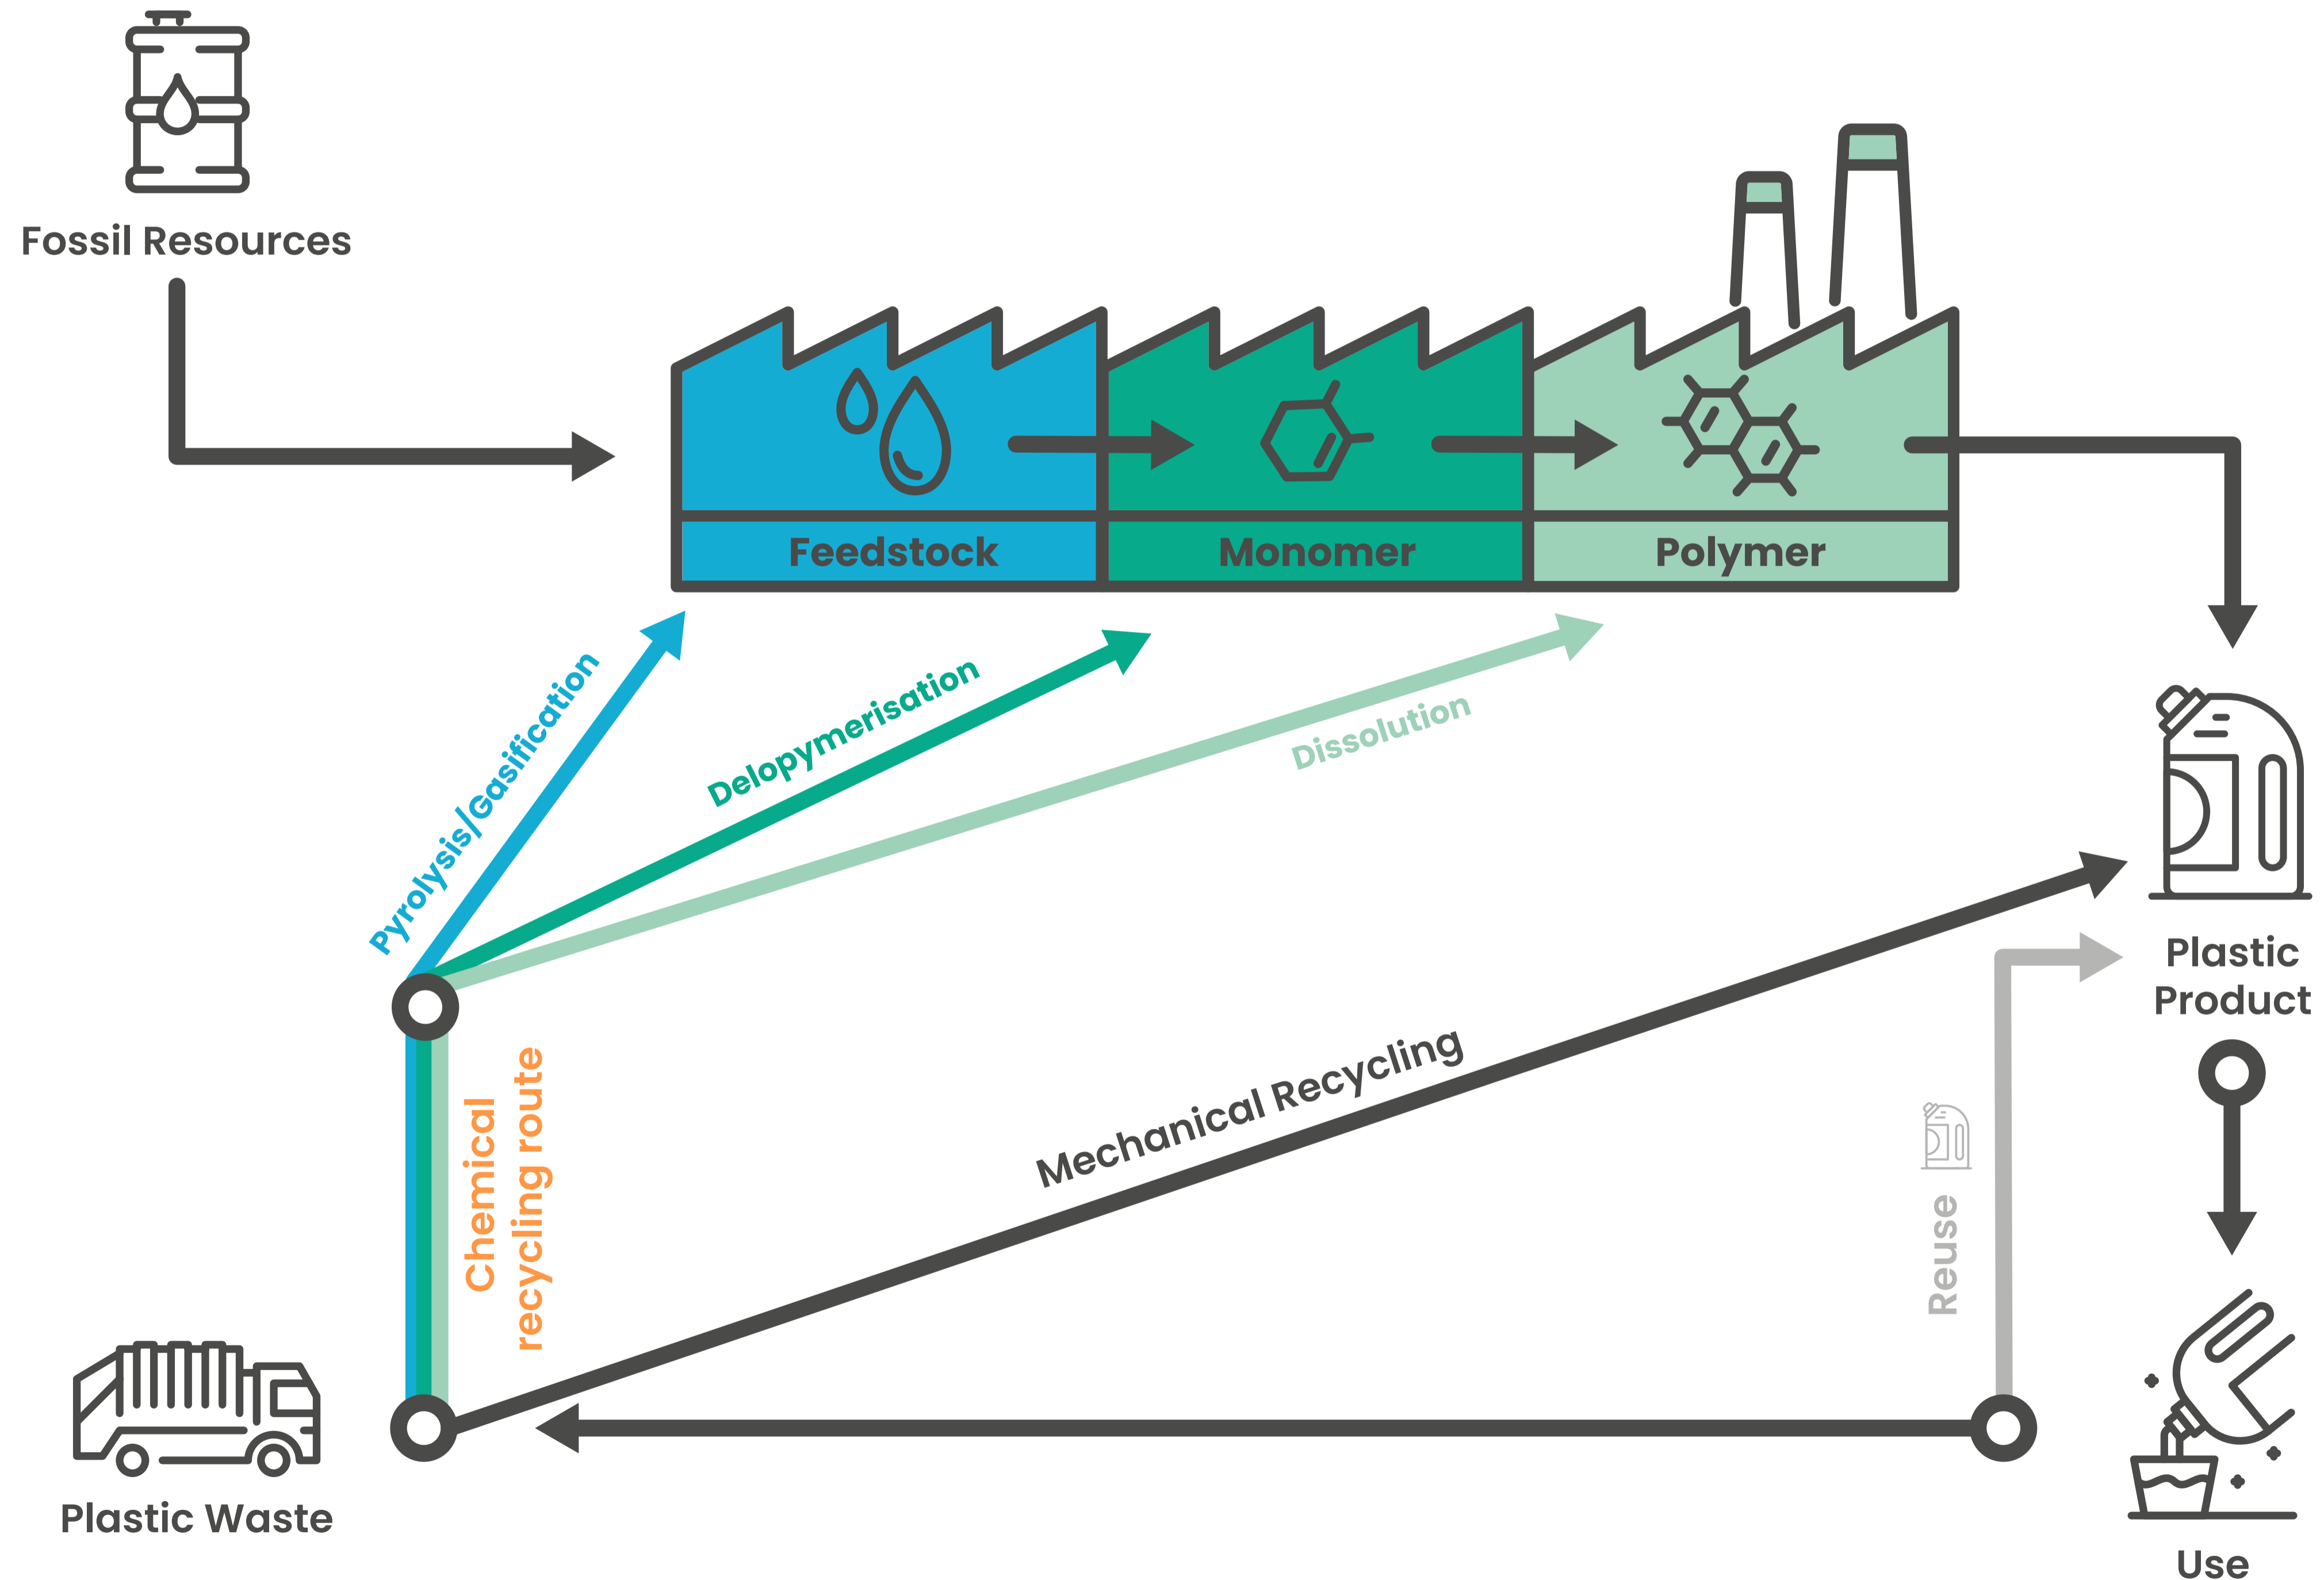 Fossil Resources
Feedstock
Monomer
Polymer
Pyrolysis/Gasification
Delopymerisation
Dissolution
Plastic
Product
Mechanical Recycling
Chemical
recycling route
Reuse
Plastic Waste
Use